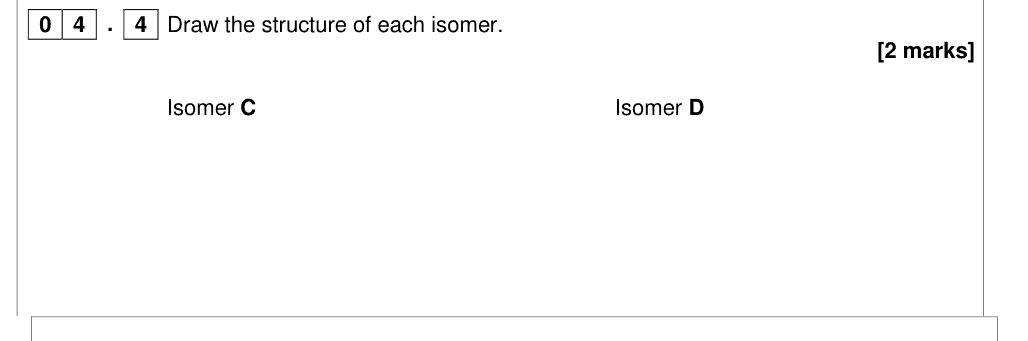 0 4 . 4 Draw the structure of each isomer.
[2 marks]
Isomer C Isomer D